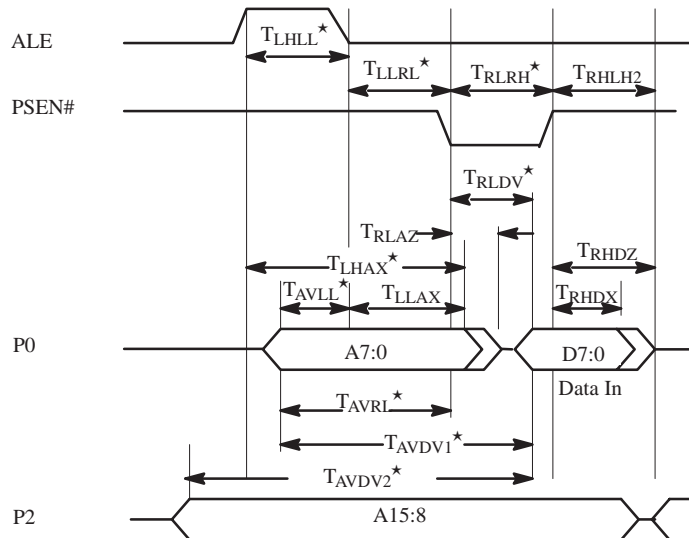 ALE
TLHLL★
TLLRL★ TRLRH★ TRHLH2
PSEN#
TRLDV★
TRLAZ
TLHAX★ TRHDZ
TAVLL★ TLLAX TRHDX
P0 A7:0 D7:0
Data In
TAVRL★
TAVDV1★
TAVDV2★
P2 A15:8